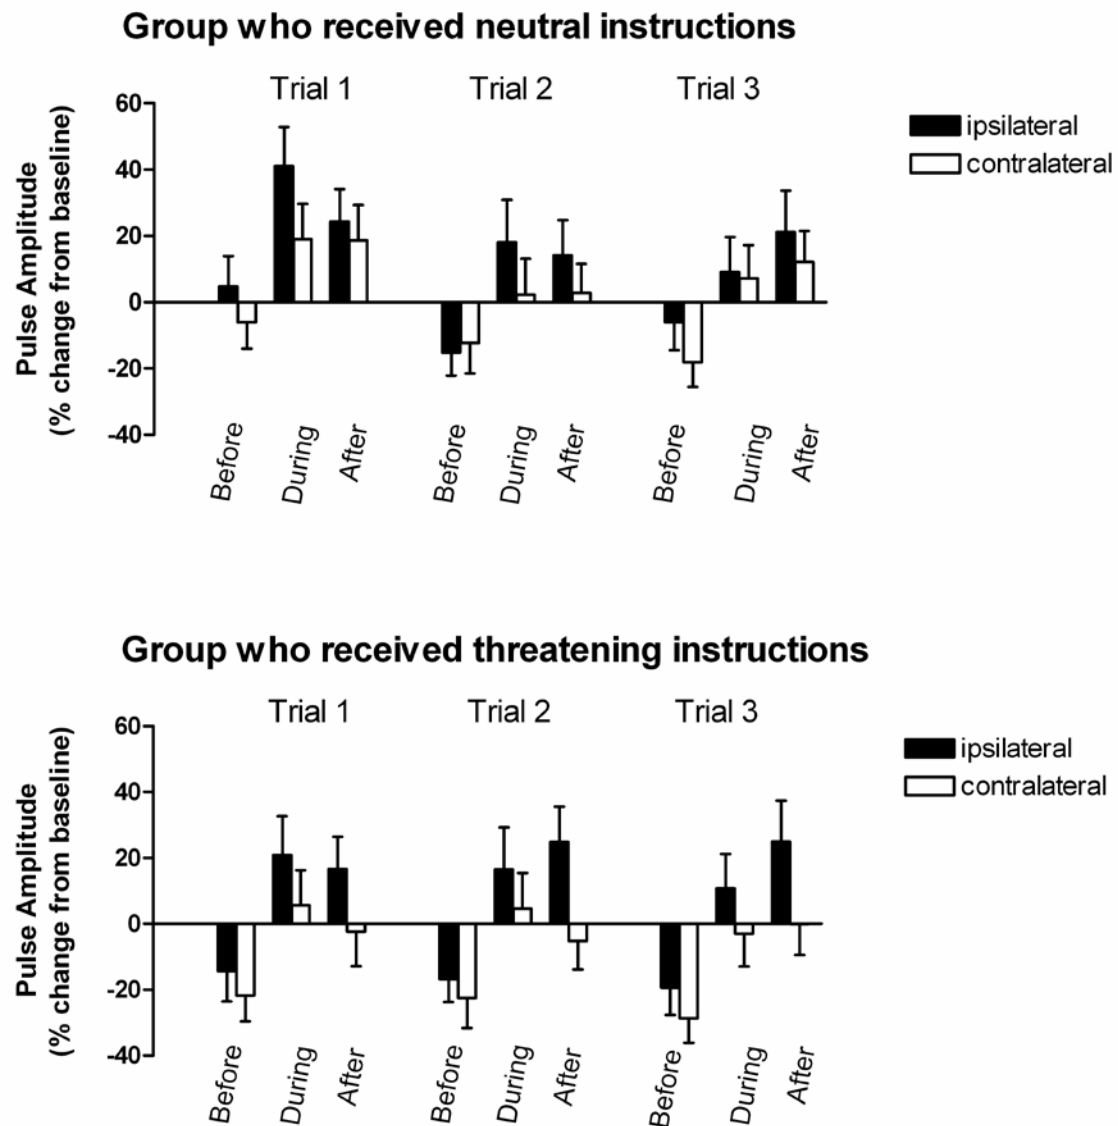 Group who received neutral instructions
Trial 1 Trial 2 Trial 3
ipsilateral
contralateral
Pulse Amplitude
(% change from baseline)
60
40
20
0
-20
-40
Before During After Before During After Before During After
Group who received threatening instructions
Trial 1 Trial 2 Trial 3
ipsilateral
contralateral
Pulse Amplitude
(% change from baseline)
60
40
20
0
-20
-40
Before During After Before During After Before During After